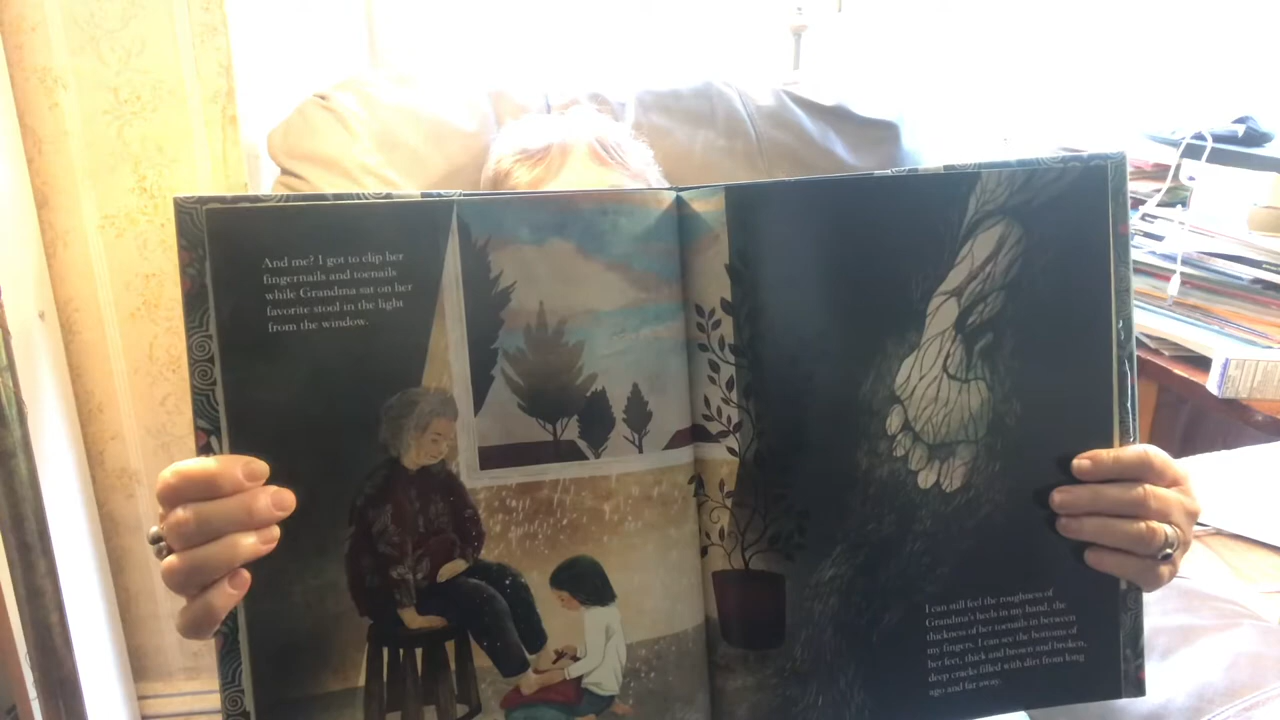 And me? I got to clip her
fingernails and toenails
while Grandma sat on her
favorite stool in the light
from the window.
I can still feel the roughness of
Grandma's heels in my hand, the
thickness of her toenails in between
my fingers. I can see the bottoms of
her feet, thick and brown and broken,
deep cracks filled with dirt from long
ago and far away.